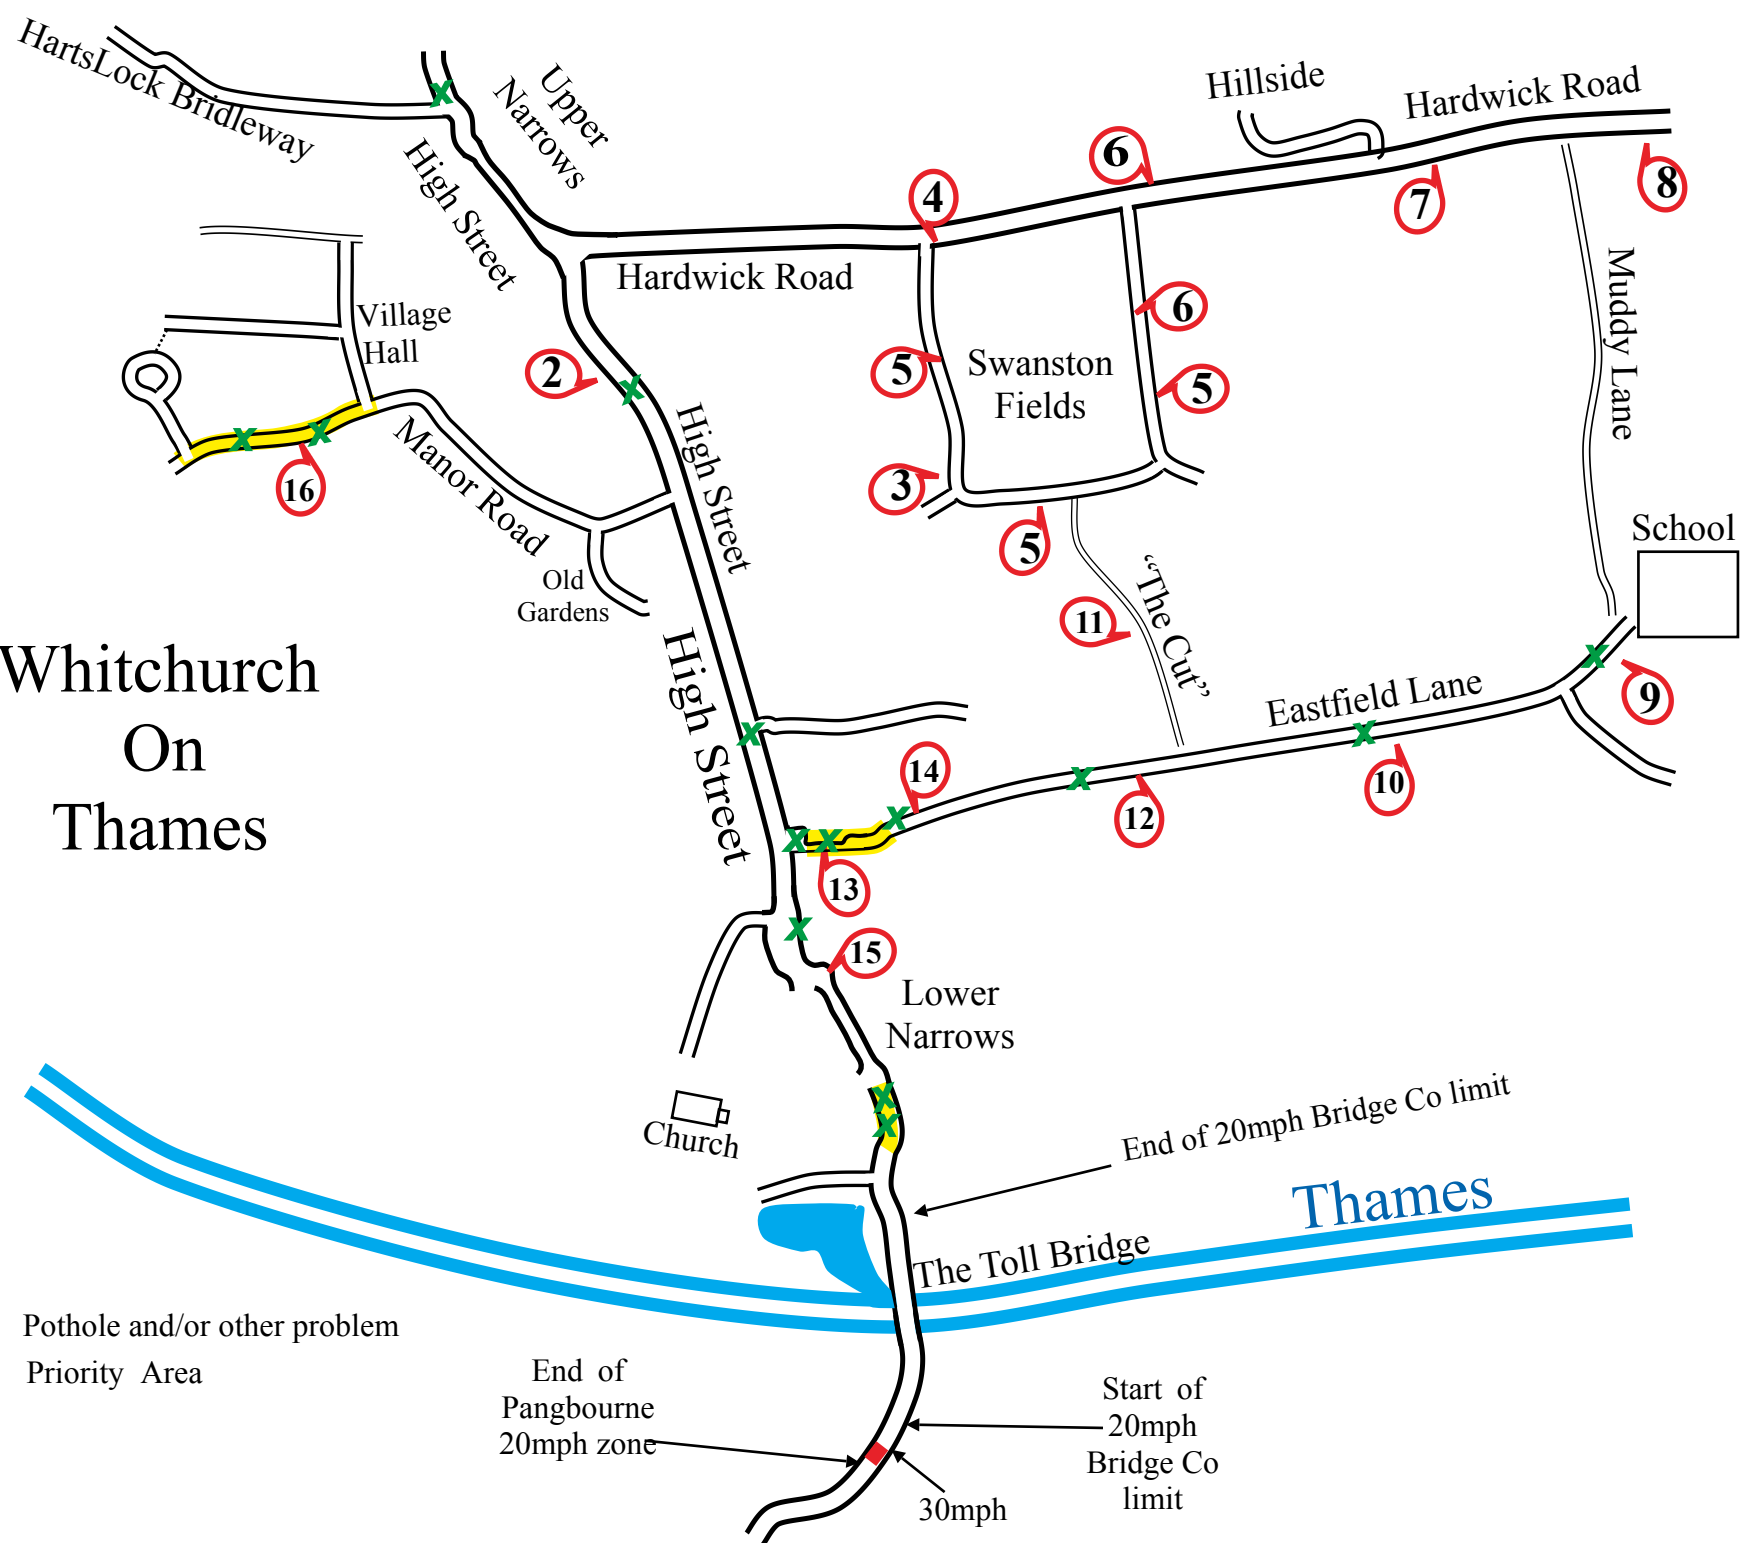 HartsLock Bridleway
Upper
Narrows
High Street
Hillside
Hardwick Road
6
4
7
8
Hardwick Road
Village
Hall
2
5
Swanston
Fields
6
5
Muddy Lane
High Street
Manor Road
16
3
5
School
Old
Gardens
"The Cut"
11
Whitchurch
On
Thames
High Street
Eastfield Lane
9
14
10
12
13
15
Lower
Narrows
Church
End of 20mph Bridge Co limit
Thames
The Toll Bridge
Pothole and/or other problem
Priority Area
End of
Pangbourne
20mph zone
Start of
20mph
Bridge Co
limit
30mph